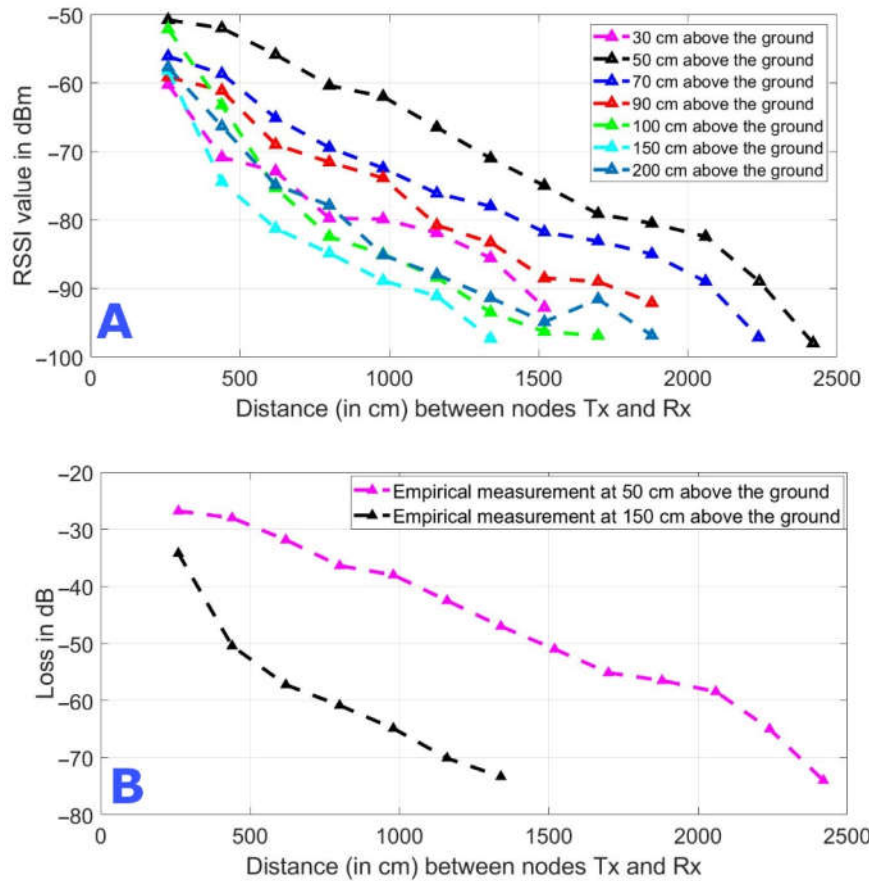 −50
−60
−70
−80
−90
−100
RSSI value in dBm
30 cm above the ground
50 cm above the ground
70 cm above the ground
90 cm above the ground
100 cm above the ground
150 cm above the ground
200 cm above the ground
A
0 500 1000 1500 2000 2500
Distance (in cm) between nodes Tx and Rx
−20
−30
−40
−50
−60
−70
−80
Loss in dB
Empirical measurement at 50 cm above the ground
Empirical measurement at 150 cm above the ground
B
0 500 1000 1500 2000 2500
Distance (in cm) between nodes Tx and Rx